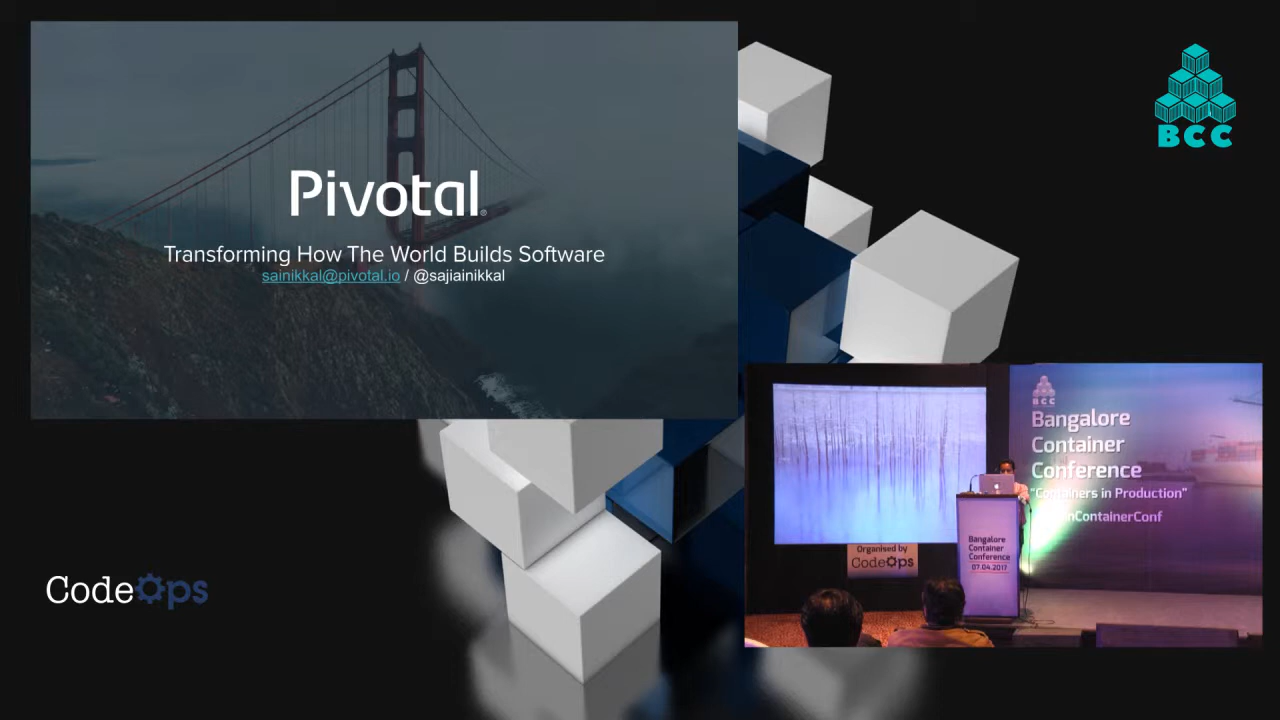 Pivotal
Transforming How The World Builds Software
sainikkal@pivotal.io / @sajiainikkal
BCC
CodeOps
BCC
Bangalore
Container
Conference
"Containers in Production"
Organised by
CodeOps
Bangalore
Container
Conference
07.04.2017